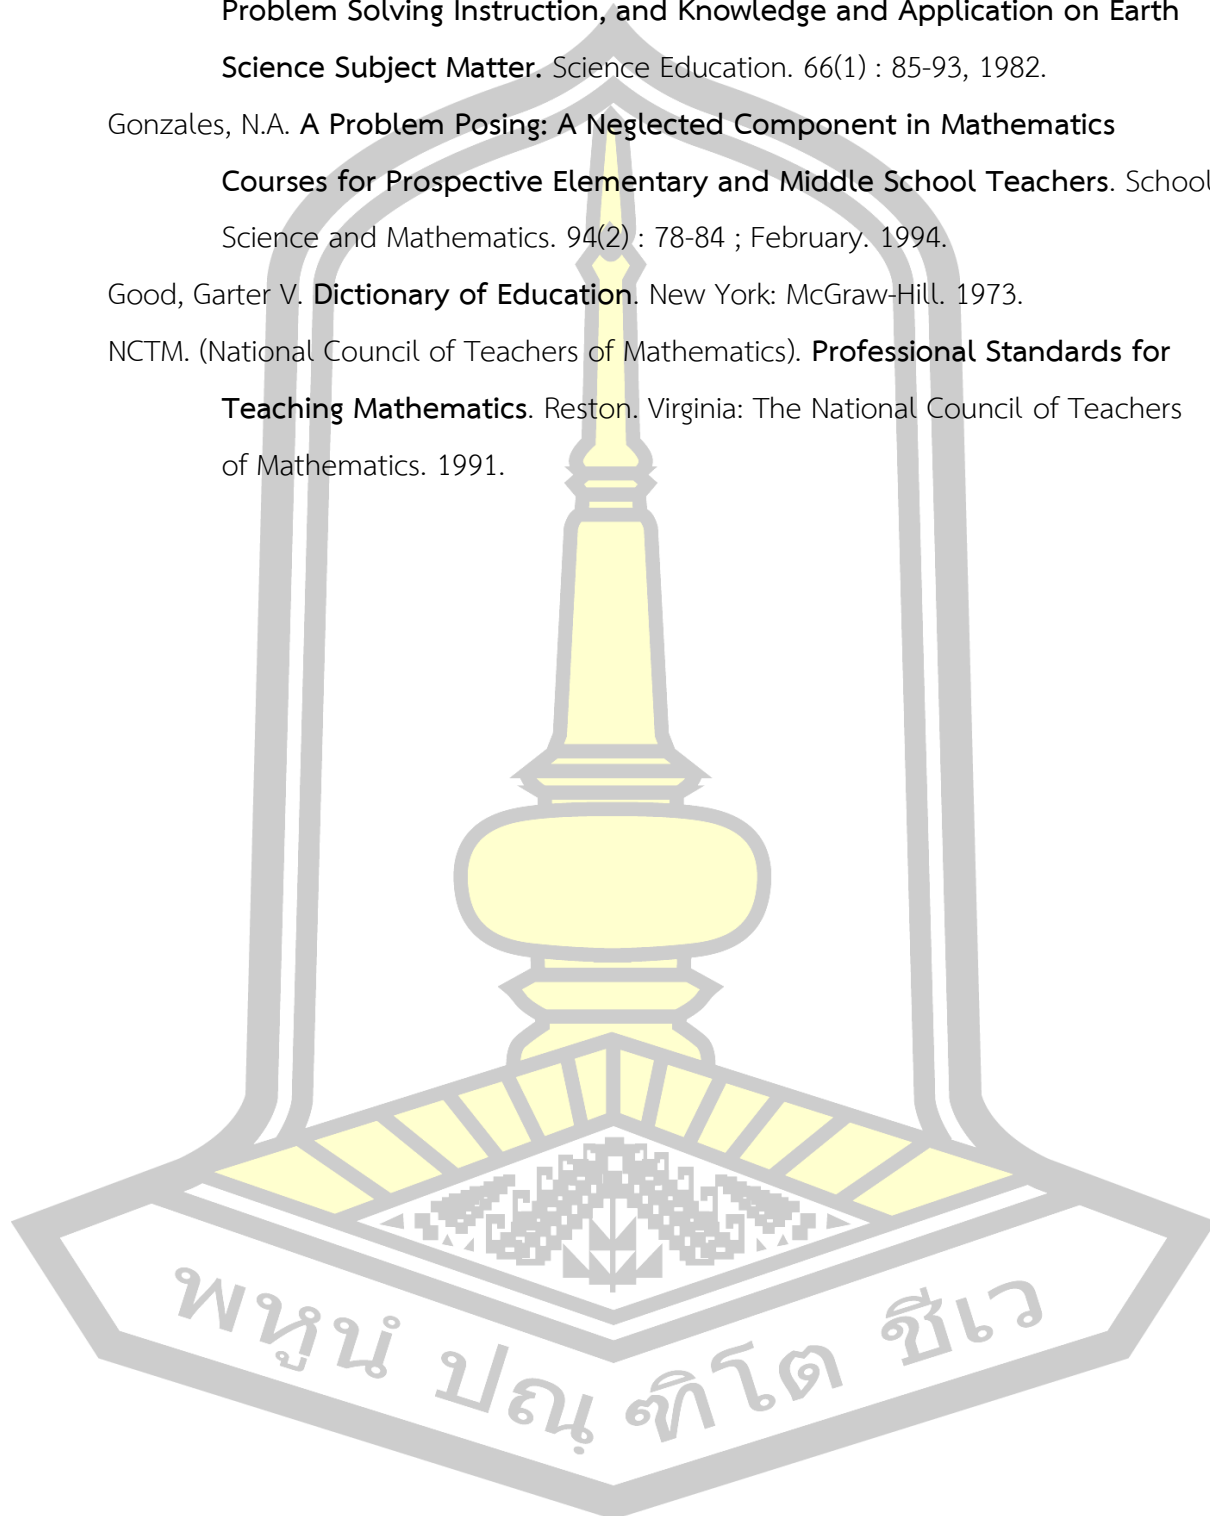 Problem Solving Instruction, and Knowledge and Application on Earth
Science Subject Matter. Science Education. 66(1) : 85-93, 1982.
Gonzales, N.A. A Problem Posing: A Neglected Component in Mathematics
Courses for Prospective Elementary and Middle School Teachers. School
Science and Mathematics. 94(2) : 78-84 ; February. 1994.
Good, Garter V. Dictionary of Education. New York: McGraw-Hill. 1973.
NCTM. (National Council of Teachers of Mathematics). Professional Standards for
Teaching Mathematics. Reston. Virginia: The National Council of Teachers
of Mathematics. 1991.
พหูนํ ปณฺฑิโต ชีเว